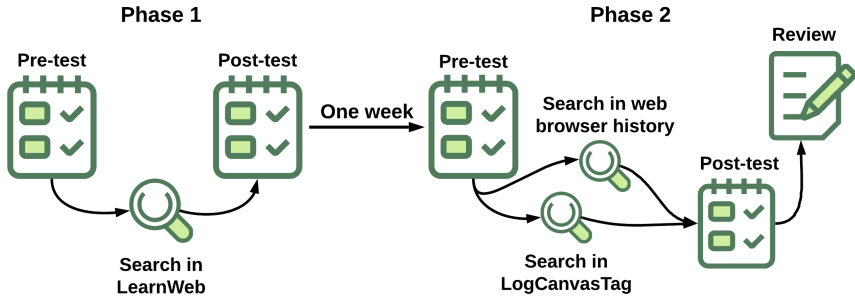 Phase 1
Phase 2
Pre-test
Post-test
Search in
LearnWeb
One week
Pre-test
Search in web
browser history
Search in
LogCanvasTag
Post-test
Review